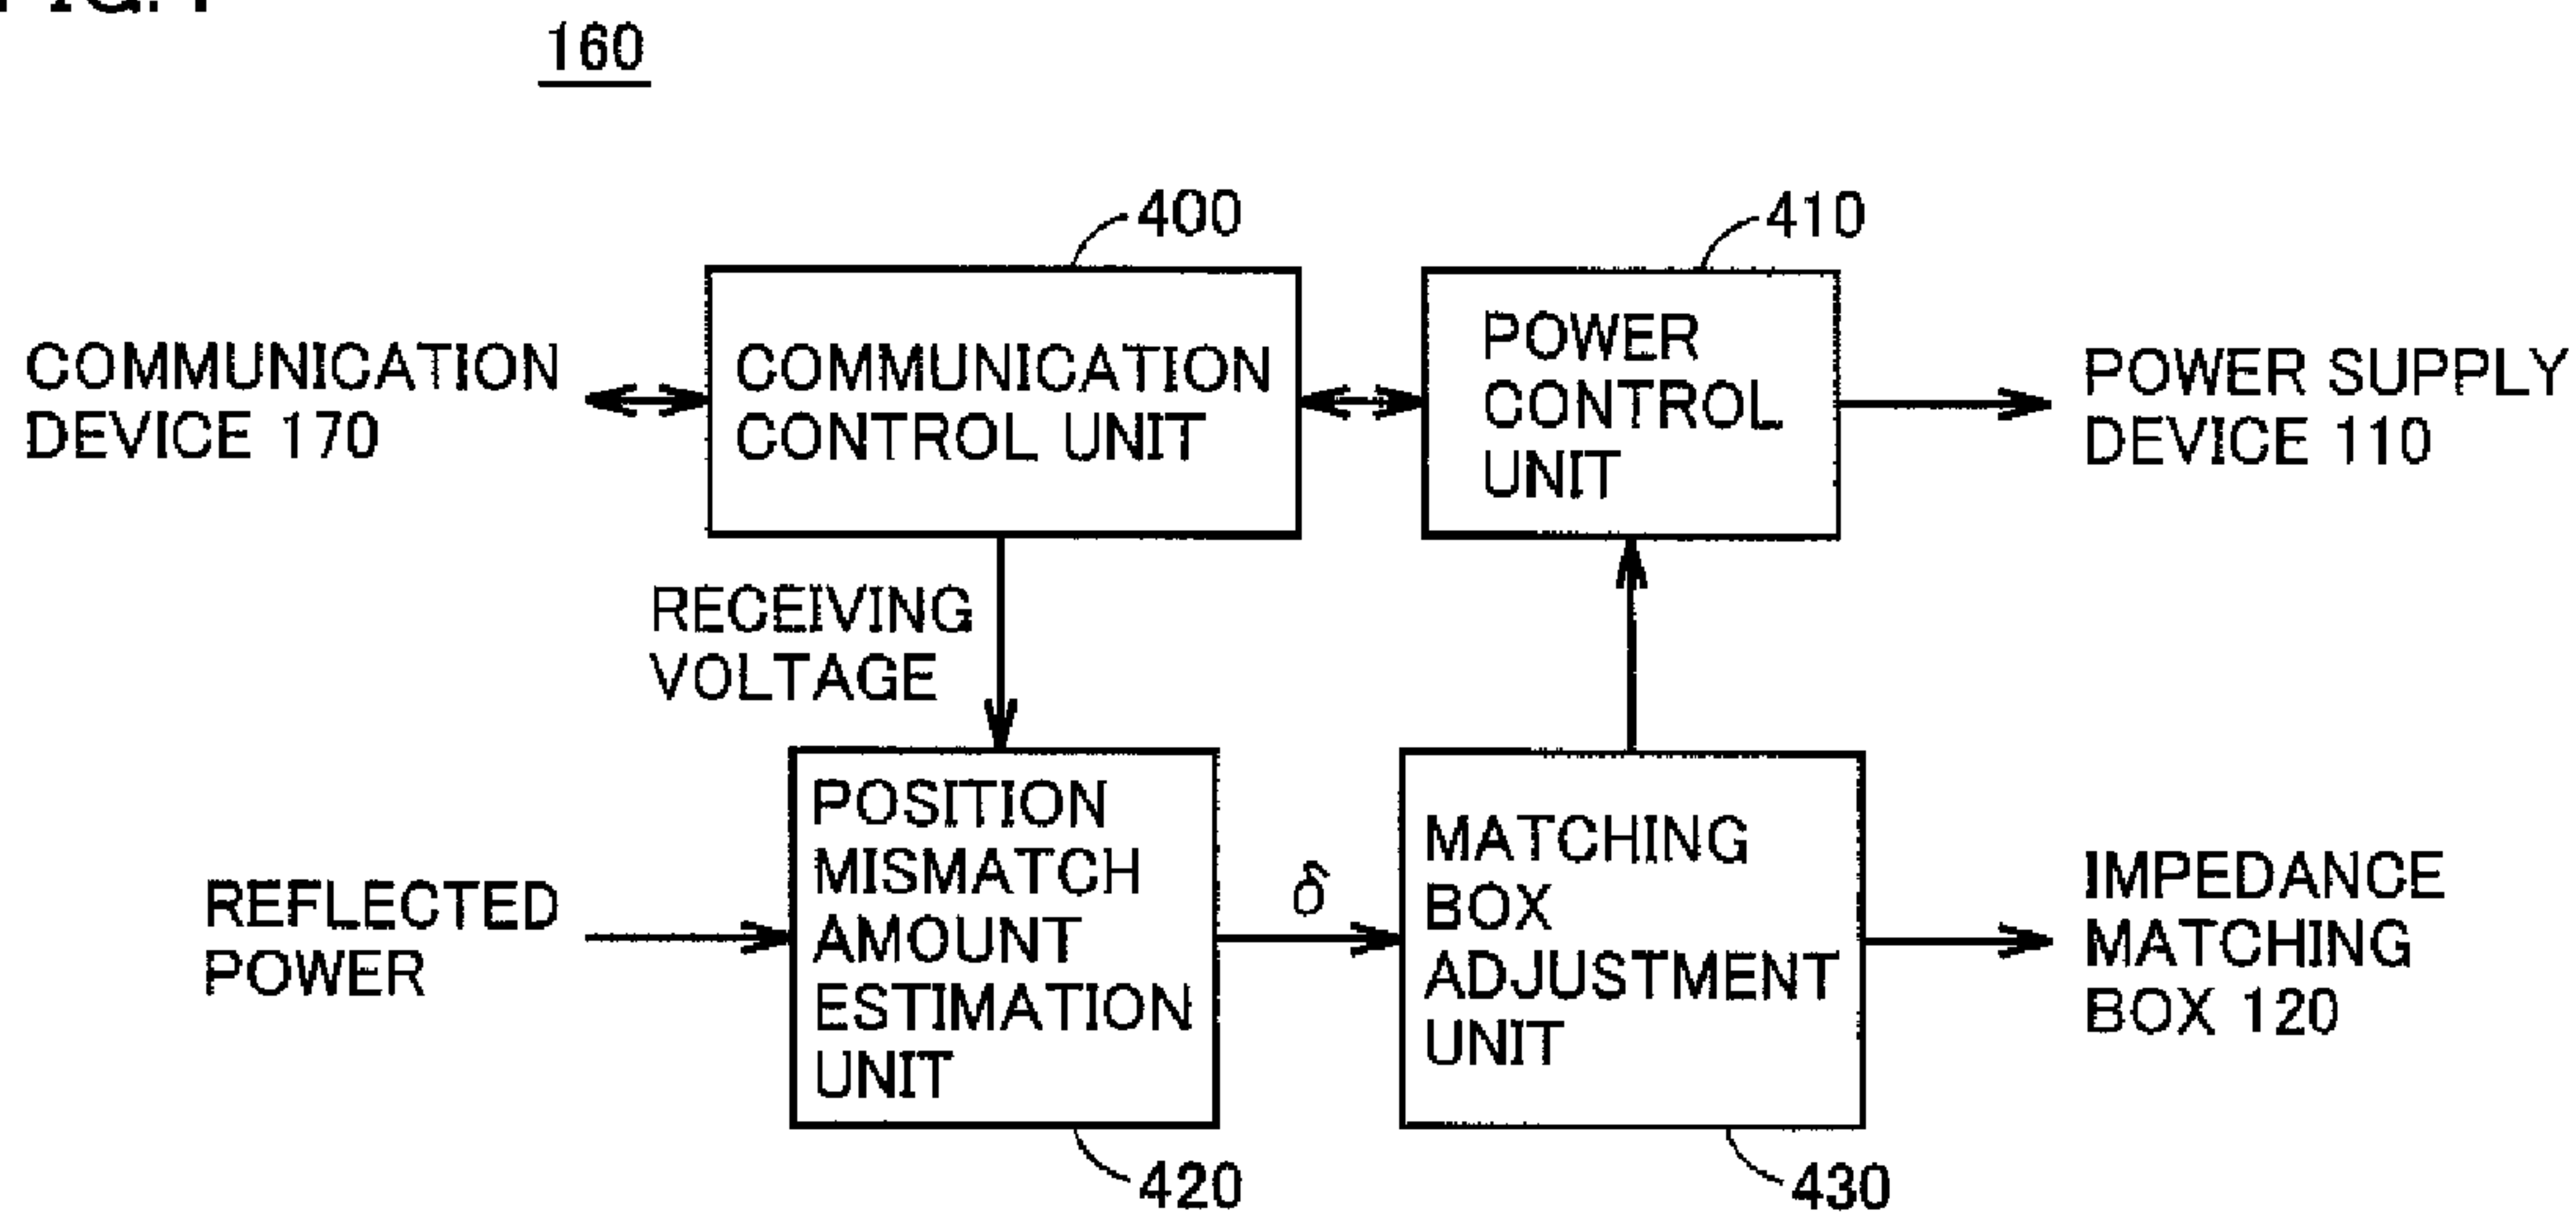 160
400
410
COMMUNICATION
DEVICE 170
COMMUNICATION
CONTROL UNIT
POWER
CONTROL
UNIT
POWER SUPPLY
DEVICE 110
RECEIVING
VOLTAGE
REFLECTED
POWER
POSITION
MISMATCH
AMOUNT
ESTIMATION
UNIT
δ
MATCHING
BOX
ADJUSTMENT
UNIT
IMPEDANCE
MATCHING
BOX 120
420
430